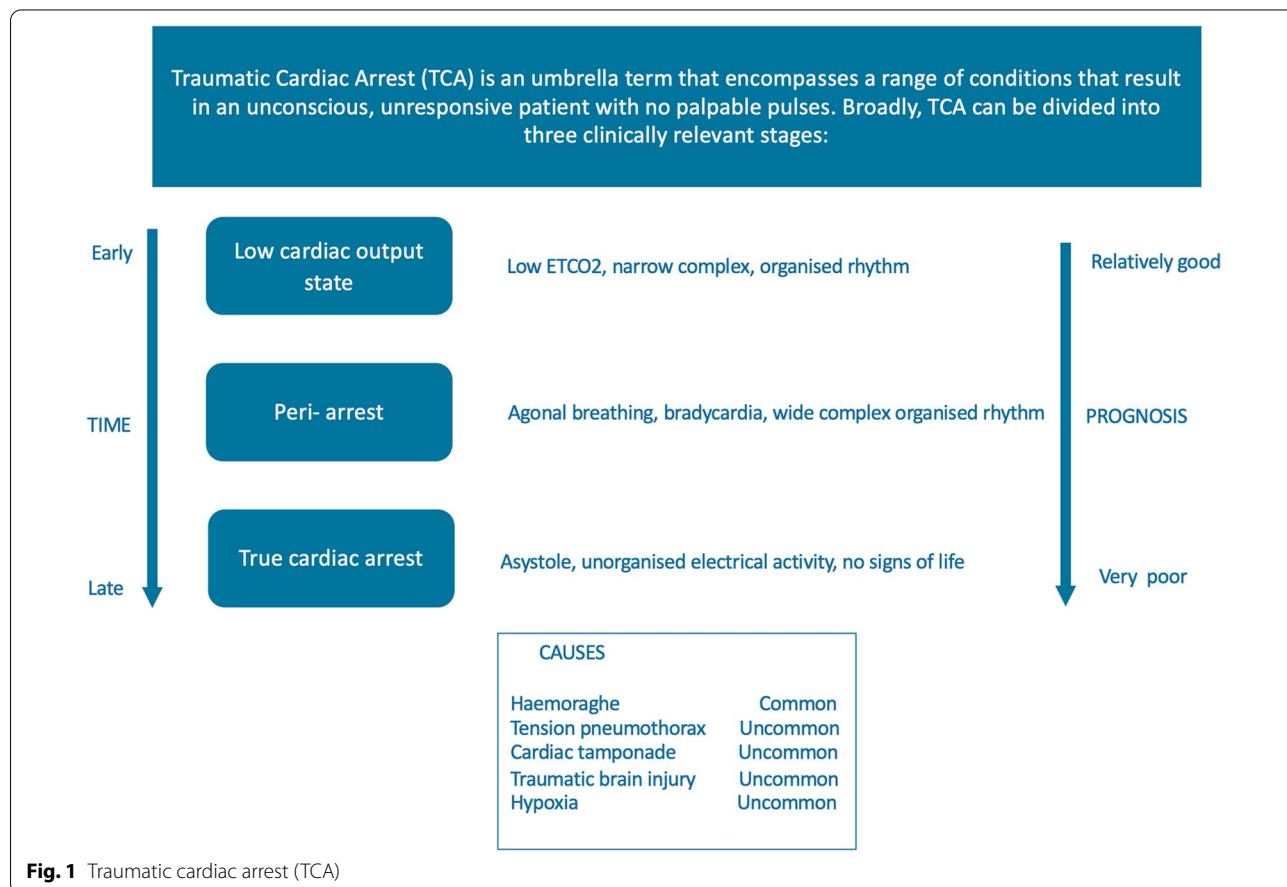 Traumatic Cardiac Arrest (TCA) is an umbrella term that encompasses a range of conditions that result
in an unconscious, unresponsive patient with no palpable pulses. Broadly, TCA can be divided into
three clinically relevant stages:
Early
Low cardiac output
state
Low ETCO2, narrow complex, organised rhythm
Relatively good
TIME
Peri- arrest
Agonal breathing, bradycardia, wide complex organised rhythm
PROGNOSIS
Late
True cardiac arrest
Asystole, unorganised electrical activity, no signs of life
Very poor
CAUSES
Haemoraghe Common
Tension pneumothorax Uncommon
Cardiac tamponade Uncommon
Traumatic brain injury Uncommon
Hypoxia Uncommon
Fig. 1 Traumatic cardiac arrest (TCA)